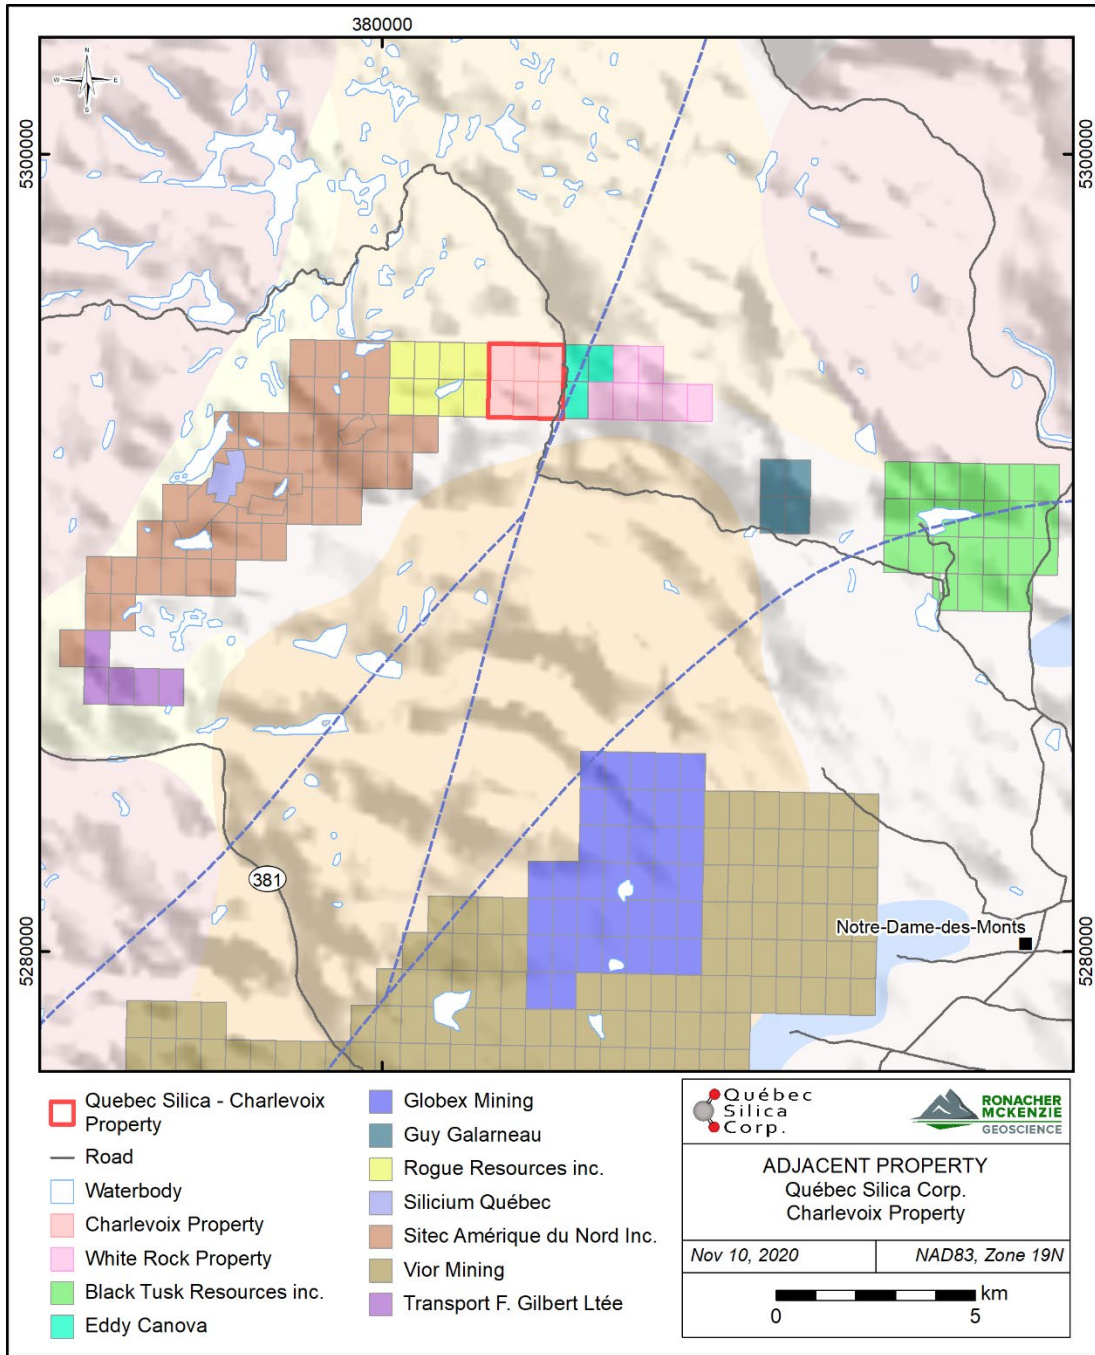 380000
N
W E
S
5300000
5300000
5280000
5280000
381
Notre-Dame-des-Monts
Quebec Silica - Charlevoix
Property
Road
Waterbody
Charlevoix Property
White Rock Property
Black Tusk Resources inc.
Eddy Canova
Globex Mining
Guy Galarneau
Rogue Resources inc.
Silicium Québec
Sitec Amérique du Nord Inc.
Vior Mining
Transport F. Gilbert Ltée
Québec
Silica
Corp.
RONACHER
MCKENZIE
GEOSCIENCE
ADJACENT PROPERTY
Québec Silica Corp.
Charlevoix Property
Nov 10, 2020
NAD83, Zone 19N
km
0 5